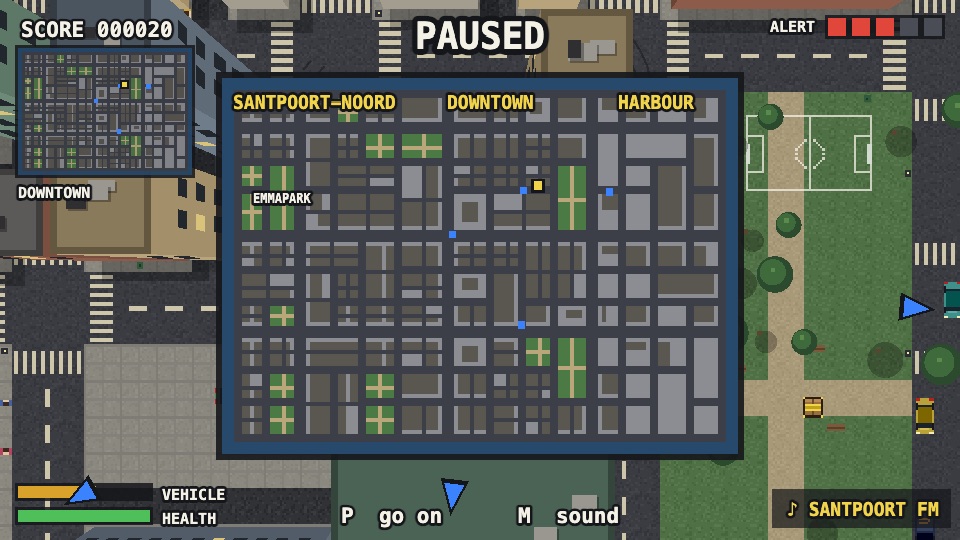 SCORE 000020
PAUSED
ALERT
SANTPOORT-NOORD
DOWNTOWN
HARBOUR
DOWNTOWN
EMMAPARK
VEHICLE
HEALTH
P go on
M sound
♪ SANTPOORT FM